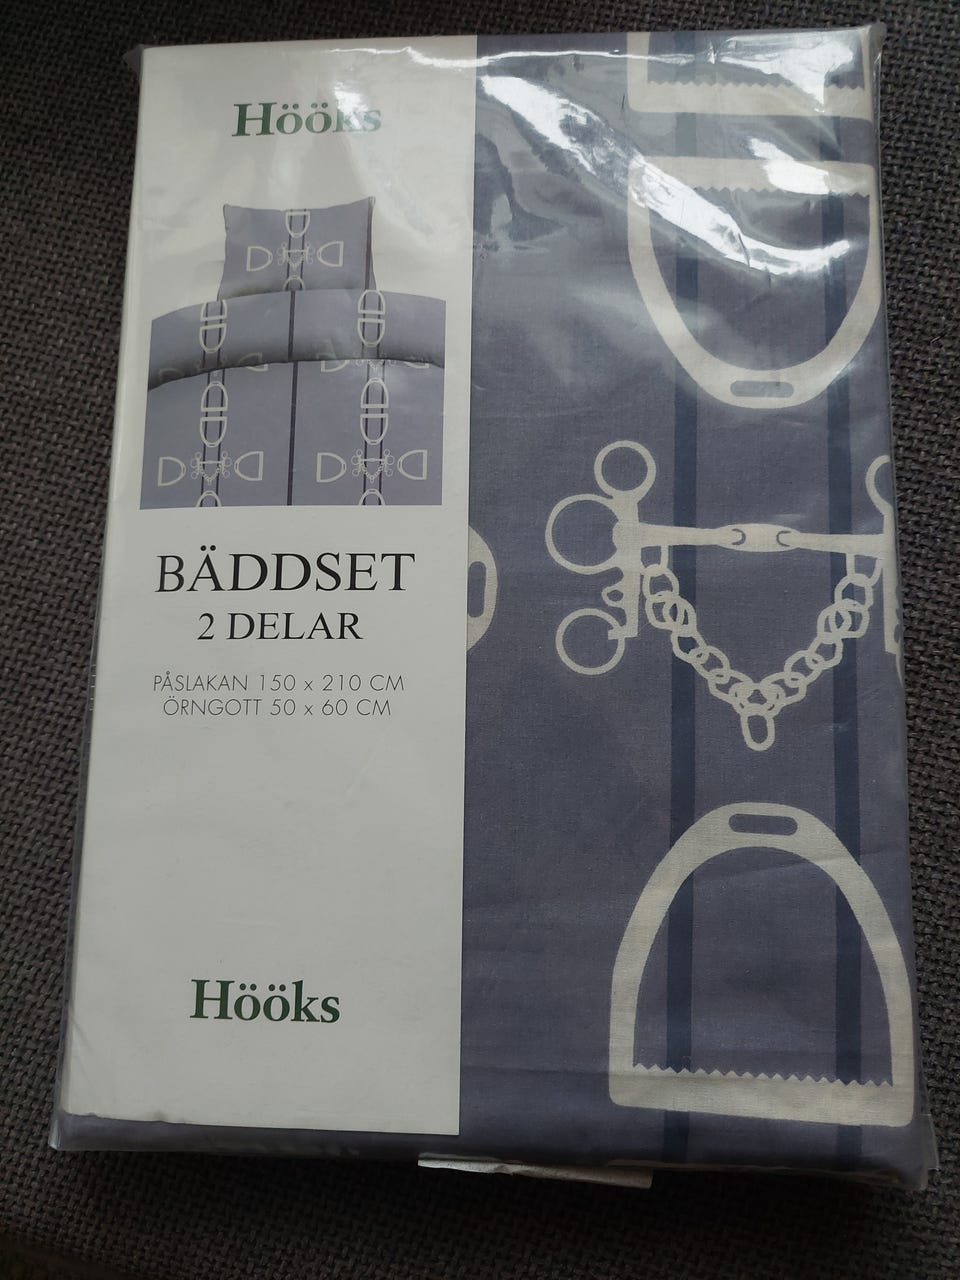 Hööks
BÄDDSET
2 DELAR
PÅSLAKAN 150 x 210 CM
ÖRNGOTT 50 x 60 CM
Hööks